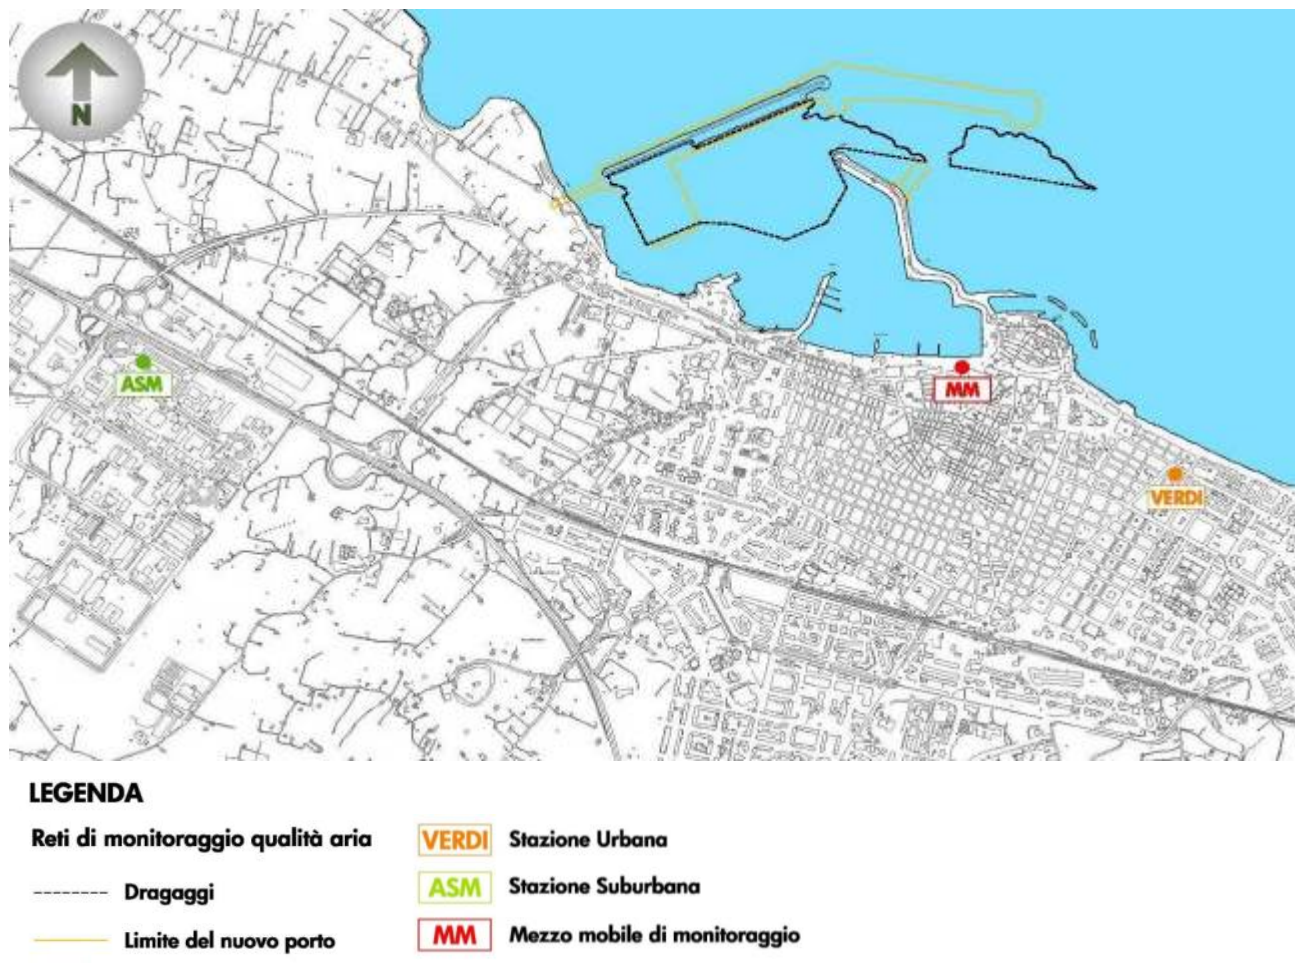 N
ASM
MM
VERDI
LEGENDA
Reti di monitoraggio qualità aria
Dragaggi
Limite del nuovo porto
VERDI Stazione Urbana
ASM Stazione Suburbana
MM Mezzo mobile di monitoraggio